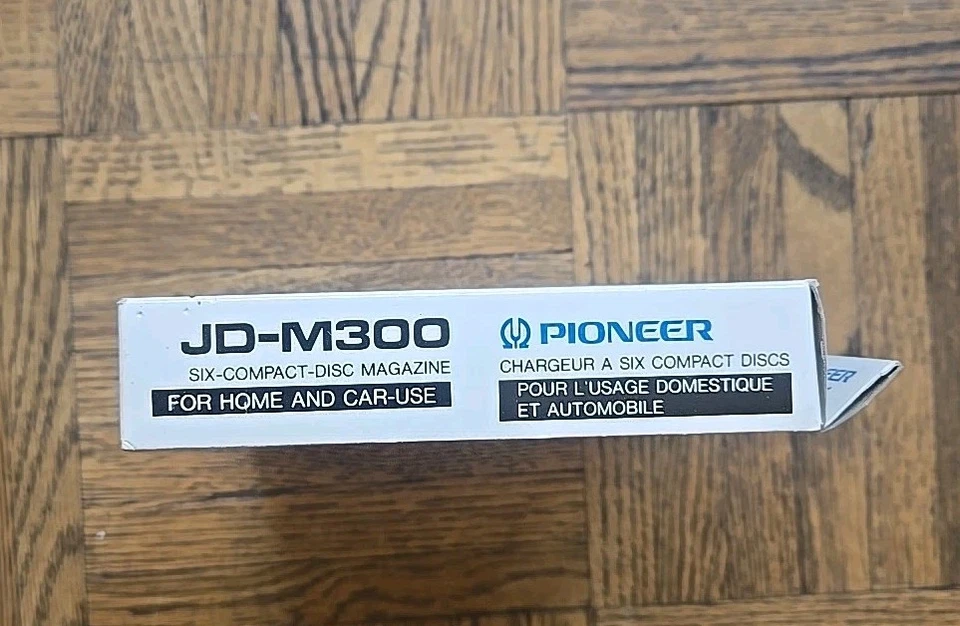 JD-M300
SIX-COMPACT-DISC MAGAZINE
FOR HOME AND CAR-USE
PIONEER
CHARGEUR A SIX COMPACT DISCS
POUR L'USAGE DOMESTIQUE
ET AUTOMOBILE